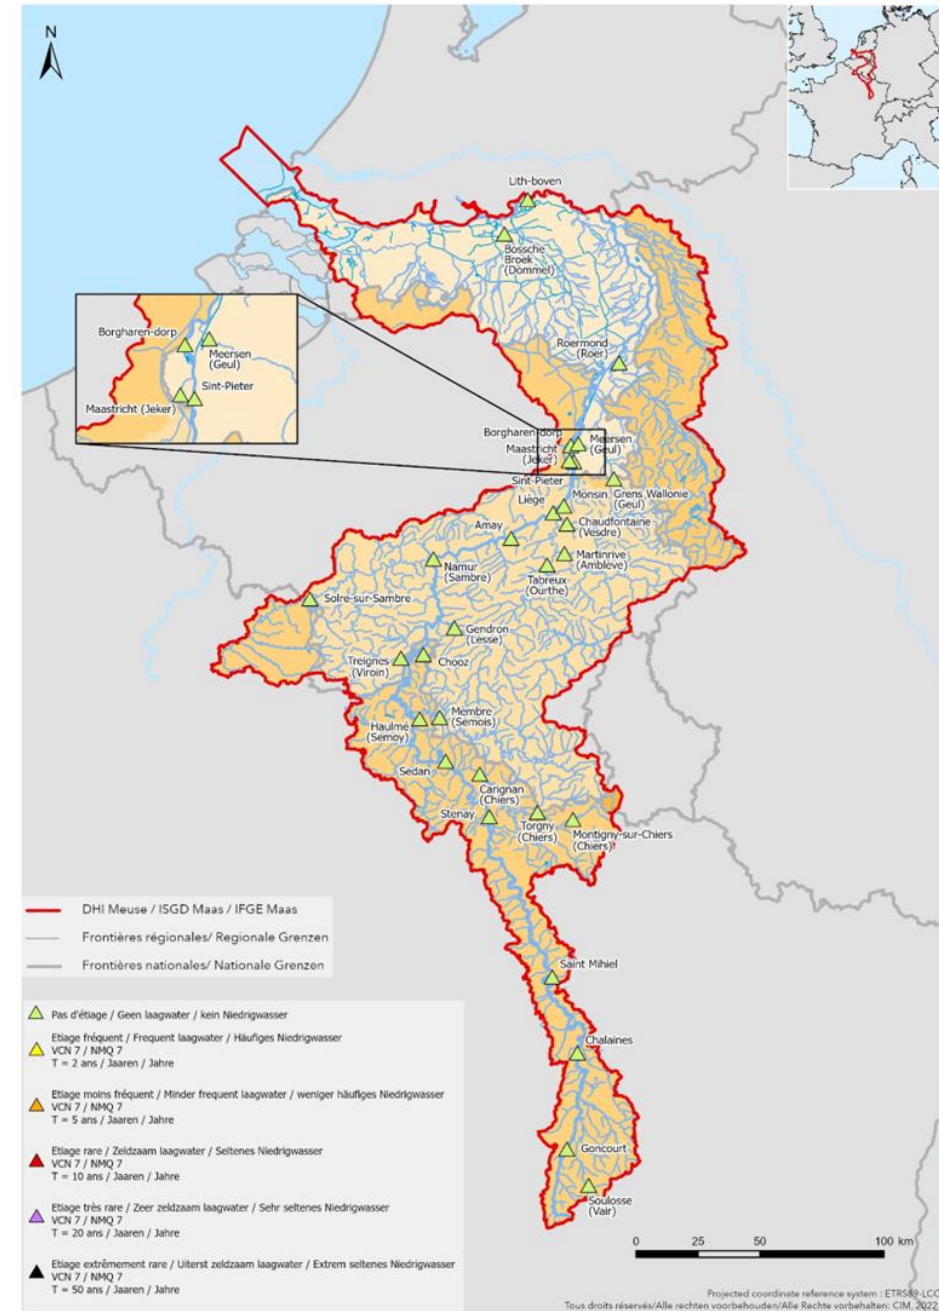 N
Lith-boven
Bossche
Broek
(Dommel)
Roermond
(Roer)
Borgharen-dorp
Meersen
(Geul)
Sint-Pieter
Maastricht (Jeker)
Borgharen-dorp
Maastricht
(Jeker)
Meersen
(Geul)
Sint-Pieter
Monsin
Grens Wallonie
(Geul)
Liège
Chaudfontaine
(Vesdre)
Amay
Martinrive
(Amblève)
Namur
(Sambre)
Tabreux
(Ourthe)
Solre-sur-Sambre
Gendron
(Lesse)
Treignes
(Viroin)
Chooz
Haulmé
(Semoy)
Membre
(Semois)
Sedan
Carignan
(Chiers)
Stenay
Torgny
(Chiers)
Montigny-sur-Chiers
(Chiers)
Saint Mihiel
Chalaines
Goncourt
Soulosse
(Vair)
DHI Meuse / ISGD Maas / IFGE Maas
Frontières régionales/ Regionale Grenzen
Frontières nationales/ Nationale Grenzen
Pas d'étiage / Geen laagwater / kein Niedrigwasser
Etiage fréquent / Frequent laagwater / Häufiges Niedrigwasser
VCN 7 / NMQ 7
T = 2 ans / Jaaren / Jahre
Etiage moins fréquent / Minder frequent laagwater / weniger häufiges Niedrigwasser
VCN 7 / NMQ 7
T = 5 ans / Jaaren / Jahre
Etiage rare / Zeldzaam laagwater / Seltenes Niedrigwasser
VCN 7 / NMQ 7
T = 10 ans / Jaaren / Jahre
Etiage très rare / Zeer zeldzaam laagwater / Sehr seltenes Niedrigwasser
VCN 7 / NMQ 7
T = 20 ans / Jaaren / Jahre
Etiage extrêmement rare / Uiterst zeldzaam laagwater / Extrem seltenes Niedrigwasser
VCN 7 / NMQ 7
T = 50 ans / Jaaren / Jahre
0 25 50 100 km
Projected coordinate reference system : ETRS89-LCC
Tous droits réservés/Alle rechten voorbehouden/Alle Rechte vorbehalten: CIM, 2022